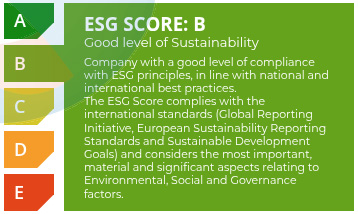 A
B
C
D
E
ESG SCORE: B
Good level of Sustainability
Company with a good level of compliance
with ESG principles, in line with national and
international best practices.
The ESG Score complies with the
international standards (Global Reporting
Initiative, European Sustainability Reporting
Standards and Sustainable Development
Goals) and considers the most important,
material and significant aspects relating to
Environmental, Social and Governance
factors.